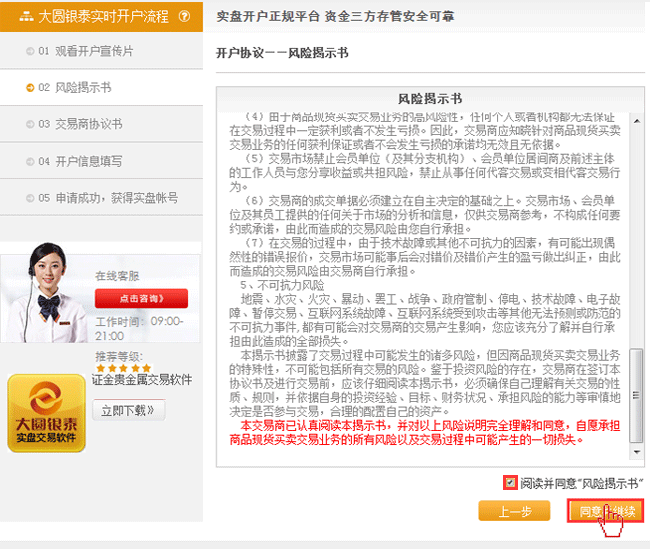 大圆银泰实时开户流程
01 观看开户宣传片
02 风险揭示书
03 交易商协议书
04 开户信息填写
05 申请成功，获得实盘帐号
在线客服
点击咨询》
工作时间：09:00-
21:00
推荐等级：
证金贵金属交易软件
立即下载》
大圆银泰
实盘交易软件
实盘开户正规平台 资金三方存管安全可靠
开户协议——风险揭示书
风险揭示书
（4）由于商品现货买卖交易业务的高风险性，任何个人或者机构都无法保证
在交易过程中一定获利或者不发生亏损。因此，交易商应知晓针对商品现货买卖
交易业务的任何获利保证或者不会发生亏损的承诺均无效且无依据。
（5）交易市场禁止会员单位（及其分支机构）、会员单位居间商及前述主体
的工作人员与您分享收益或共担风险，禁止从事任何代客交易或变相代客交易行
为。
（6）交易商的成交单据必须建立在自主决定的基础之上。交易市场、会员单
位及其员工提供的任何关于市场的分析和信息，仅供交易商参考，不构成任何要
约或承诺，由此而造成的交易风险由您自行承担。
（7）在交易的过程中，由于技术故障或其他不可抗力的因素，有可能出现偶
然性的错误报价，交易市场可能事后会对错价及错价产生的盈亏做出纠正，由此
而造成的交易风险由交易商自行承担。
5、不可抗力风险
地震、水灾、火灾、暴动、罢工、战争、政府管制、停电、技术故障、电子故
障、暂停交易、互联网系统故障、互联网系统受到攻击等其他无法预测或防范的
不可抗力事件，都有可能会对交易商的交易产生影响，您应该充分了解并自行承
担由此造成的全部损失。
本揭示书披露了交易过程中可能发生的诸多风险，但因商品现货买卖交易业务
的特殊性，不可能包括所有交易的风险。鉴于投资风险的存在，交易商在签订本
协议书及进行交易前，应该仔细阅读本揭示书，必须确保自己理解有关交易的性
质、规则，并依据自身的投资经验、目标、财务状况、承担风险的能力等审慎地
决定是否参与交易，合理的配置自己的资产。
本交易商已认真阅读本揭示书，并对以上风险说明完全理解和同意，自愿承担
商品现货买卖交易业务的所有风险以及交易过程中可能产生的一切损失。
阅读并同意“风险揭示书”
上一步
同意 继续